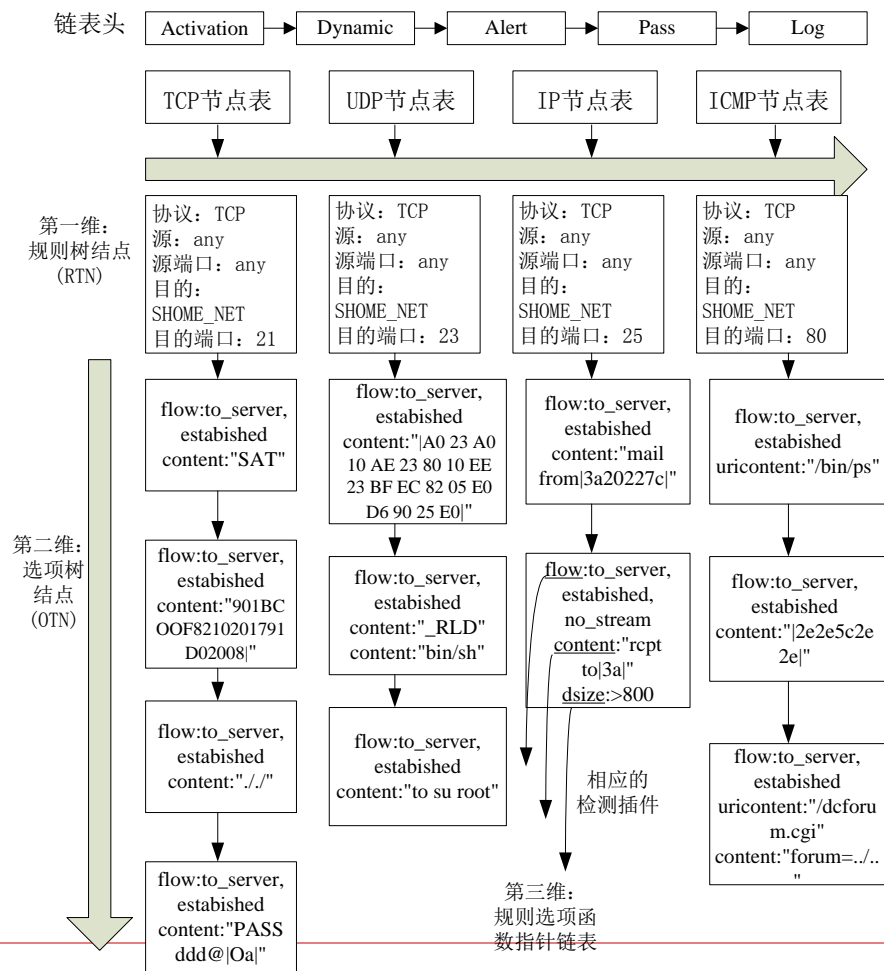 链表头
Activation
Dynamic
Alert
Pass
Log
TCP节点表
UDP节点表
IP节点表
ICMP节点表
第一维:
规则树结点
(RTN)
协议: TCP
源: any
源端口: any
目的:
SHOME_NET
目的端口: 21
协议: TCP
源: any
源端口: any
目的:
SHOME_NET
目的端口: 23
协议: TCP
源: any
源端口: any
目的:
SHOME_NET
目的端口: 25
协议: TCP
源: any
源端口: any
目的:
SHOME_NET
目的端口: 80
第二维:
选项树
结点
(OTN)
flow:to_server,
estabished
content:"SAT"
flow:to_server,
estabished
content:"901BC
OOF8210201791
D02008|"
flow:to_server,
estabished
content:"././"
flow:to_server,
estabished
content:"PASS
ddd@|Oa|"
flow:to_server,
estabished
content:"|A0 23 A0
10 AE 23 80 10 EE
23 BF EC 82 05 E0
D6 90 25 E0|"
flow:to_server,
estabished
content:"_RLD"
content:"bin/sh"
flow:to_server,
estabished
content:"to su root"
flow:to_server,
estabished
content:"mail
from|3a20227c|"
flow:to_server,
established,
no_stream
content:"rcpt
to|3a|"
dsize:>800
相应的
检测插件
第三维:
规则选项函
数指针链表
flow:to_server,
estabished
uricontent:"/bin/ps"
flow:to_server,
estabished
content:"|2e2e5c2e
2e|"
flow:to_server,
estabished
uricontent:"/dcforu
m.cgi"
content:"forum=../..
"